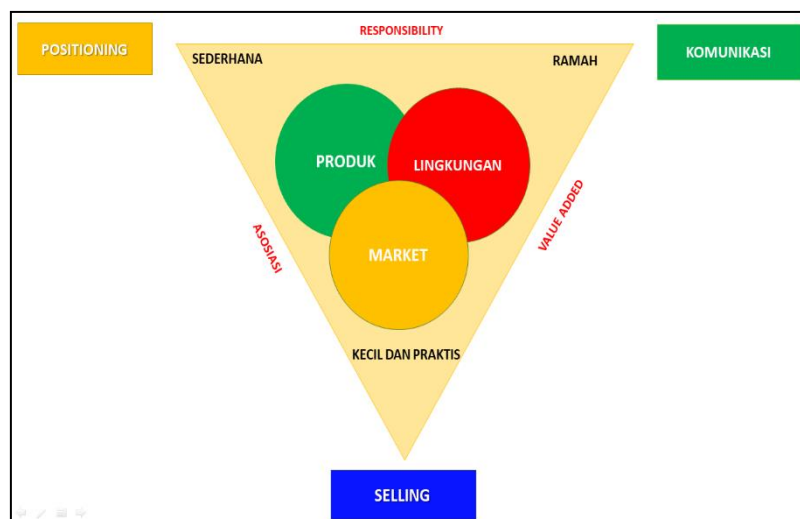 RESPONSIBILITY
POSITIONING
KOMUNIKASI
SEDERHANA
RAMAH
PRODUK
LINGKUNGAN
ASOSIASI
VALUE ADDED
MARKET
KECIL DAN PRAKTIS
SELLING